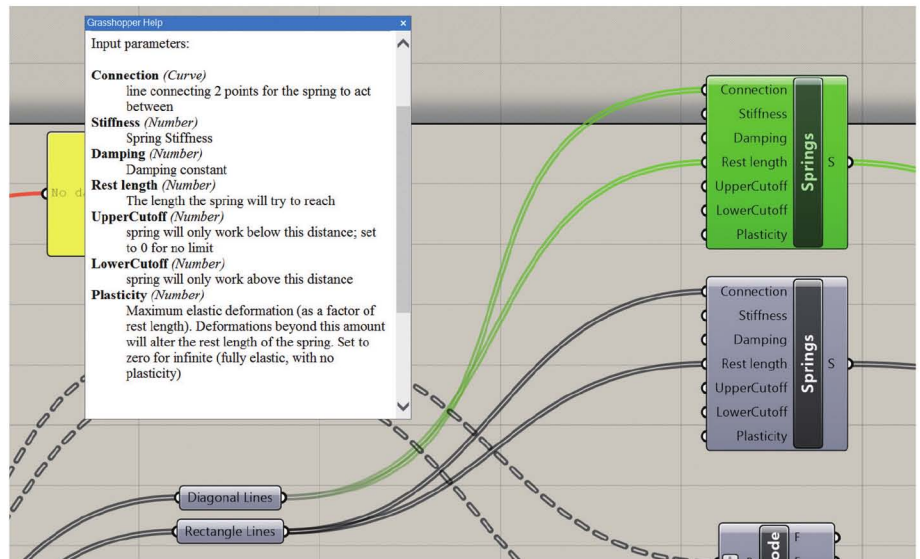 Grasshopper Help
×
Input parameters:
Connection (Curve)
line connecting 2 points for the spring to act
between
Stiffness (Number)
Spring Stiffness
Damping (Number)
Damping constant
Rest length (Number)
The length the spring will try to reach
UpperCutoff (Number)
spring will only work below this distance; set
to 0 for no limit
LowerCutoff (Number)
spring will only work above this distance
Plasticity (Number)
Maximum elastic deformation (as a factor of
rest length). Deformations beyond this amount
will alter the rest length of the spring. Set to
zero for infinite (fully elastic, with no
plasticity)
No d
Connection
Stiffness
Damping
Rest length
UpperCutoff
LowerCutoff
Plasticity
Springs
S
Connection
Stiffness
Damping
Rest length
UpperCutoff
LowerCutoff
Plasticity
Springs
S
Diagonal Lines
Rectangle Lines
ode
F